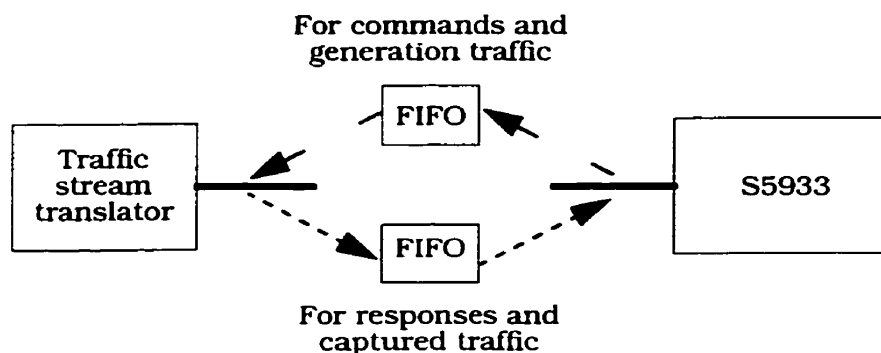 For commands and
generation traffic
FIFO
Traffic
stream
translator
S5933
FIFO
For responses and
captured traffic